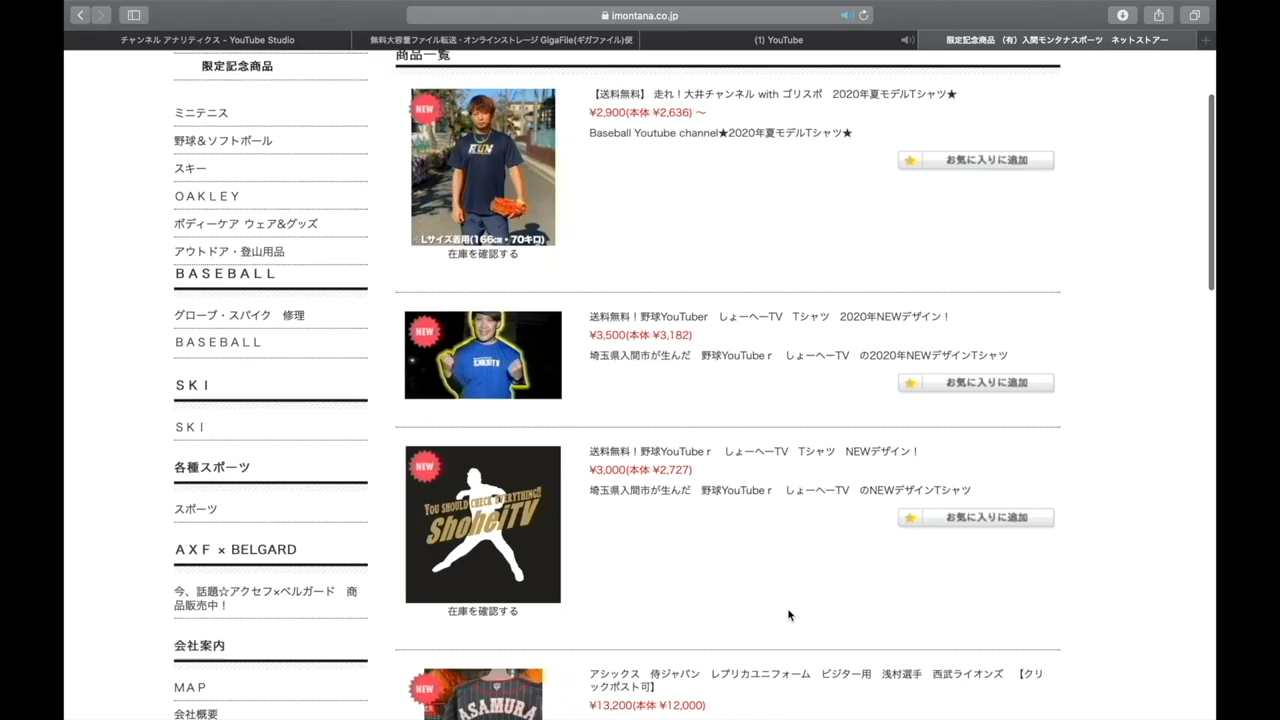 imontana.co.jp
チャンネル アナリティクス - YouTube Studio
無料大容量ファイル転送・オンラインストレージ GigaFile(ギガファイル)便
(1) YouTube
限定記念商品 （有）入間モンタナスポーツ ネットストアー
限定記念商品
ミニテニス
野球＆ソフトボール
スキー
ＯＡＫＬＥＹ
ボディーケア ウェア&グッズ
アウトドア・登山用品
ＢＡＳＥＢＡＬＬ
グローブ・スパイク 修理
ＢＡＳＥＢＡＬＬ
ＳＫＩ
ＳＫＩ
各種スポーツ
スポーツ
ＡＸＦ × BELGARD
今、話題☆アクセフ×ベルガード 商
品販売中！
会社案内
ＭＡＰ
会社概要
商品一覧
NEW
RUN
Lサイズ着用(166cm・70キロ)
在庫を確認する
【送料無料】 走れ！大井チャンネル with ゴリスポ 2020年夏モデルTシャツ★
¥2,900(本体 ¥2,636) ～
Baseball Youtube channel★2020年夏モデルTシャツ★
お気に入りに追加
NEW
SHOHEITV
送料無料！野球YouTuber しょーへーTV Tシャツ 2020年NEWデザイン！
¥3,500(本体 ¥3,182)
埼玉県入間市が生んだ 野球YouTubeｒ しょーへーTV の2020年NEWデザインTシャツ
お気に入りに追加
NEW
YOU SHOULD CHECK EVERYTHING!!
ShoheiTV
在庫を確認する
送料無料！野球YouTubeｒ しょーへーTV Tシャツ NEWデザイン！
¥3,000(本体 ¥2,727)
埼玉県入間市が生んだ 野球YouTubeｒ しょーへーTV のNEWデザインTシャツ
お気に入りに追加
NEW
ASAMURA
アシックス 侍ジャパン レプリカユニフォーム ビジター用 浅村選手 西武ライオンズ 【クリ
ックポスト可】
¥13,200(本体 ¥12,000)